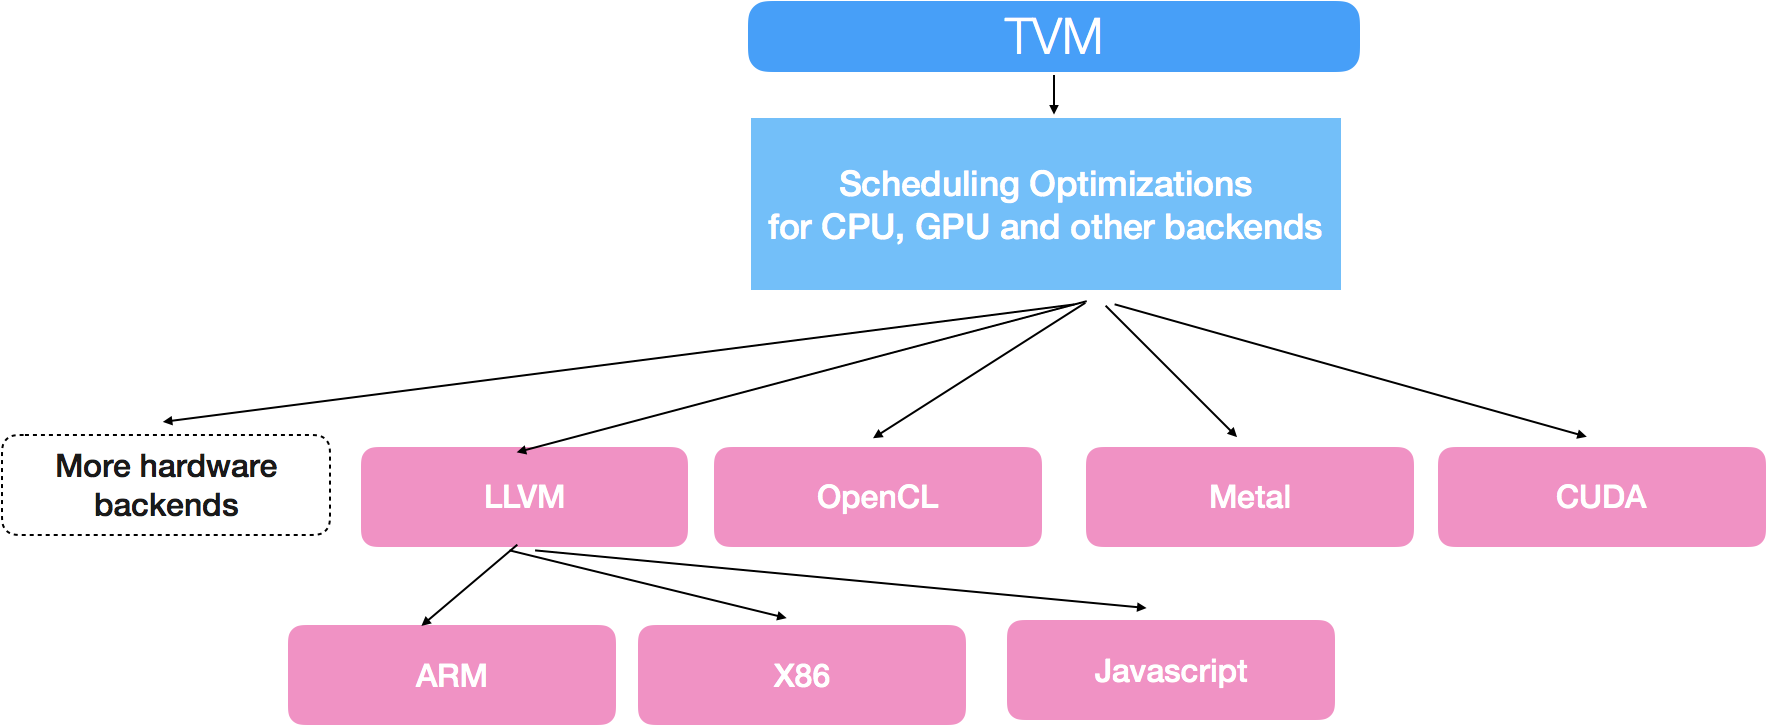 TVM
Scheduling Optimizations
for CPU, GPU and other backends
More hardware
backends
LLVM
OpenCL
Metal
CUDA
ARM
X86
Javascript